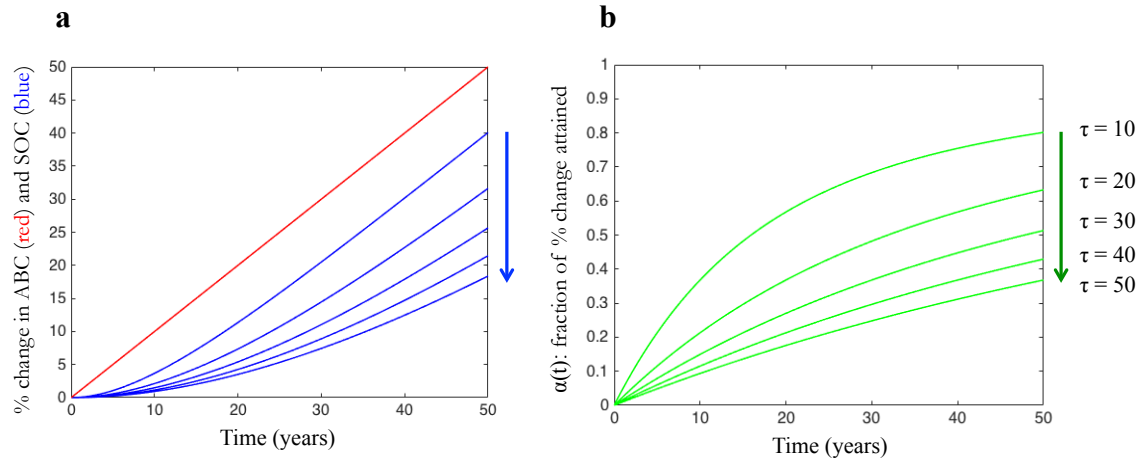 a
% change in ABC (red) and SOC (blue)
50
45
40
35
30
25
20
15
10
5
0
0 10 20 30 40 50
Time (years)
b
α(t): fraction of % change attained
1
0.9
0.8
0.7
0.6
0.5
0.4
0.3
0.2
0.1
0
0 10 20 30 40 50
Time (years)
τ = 10
τ = 20
τ = 30
τ = 40
τ = 50